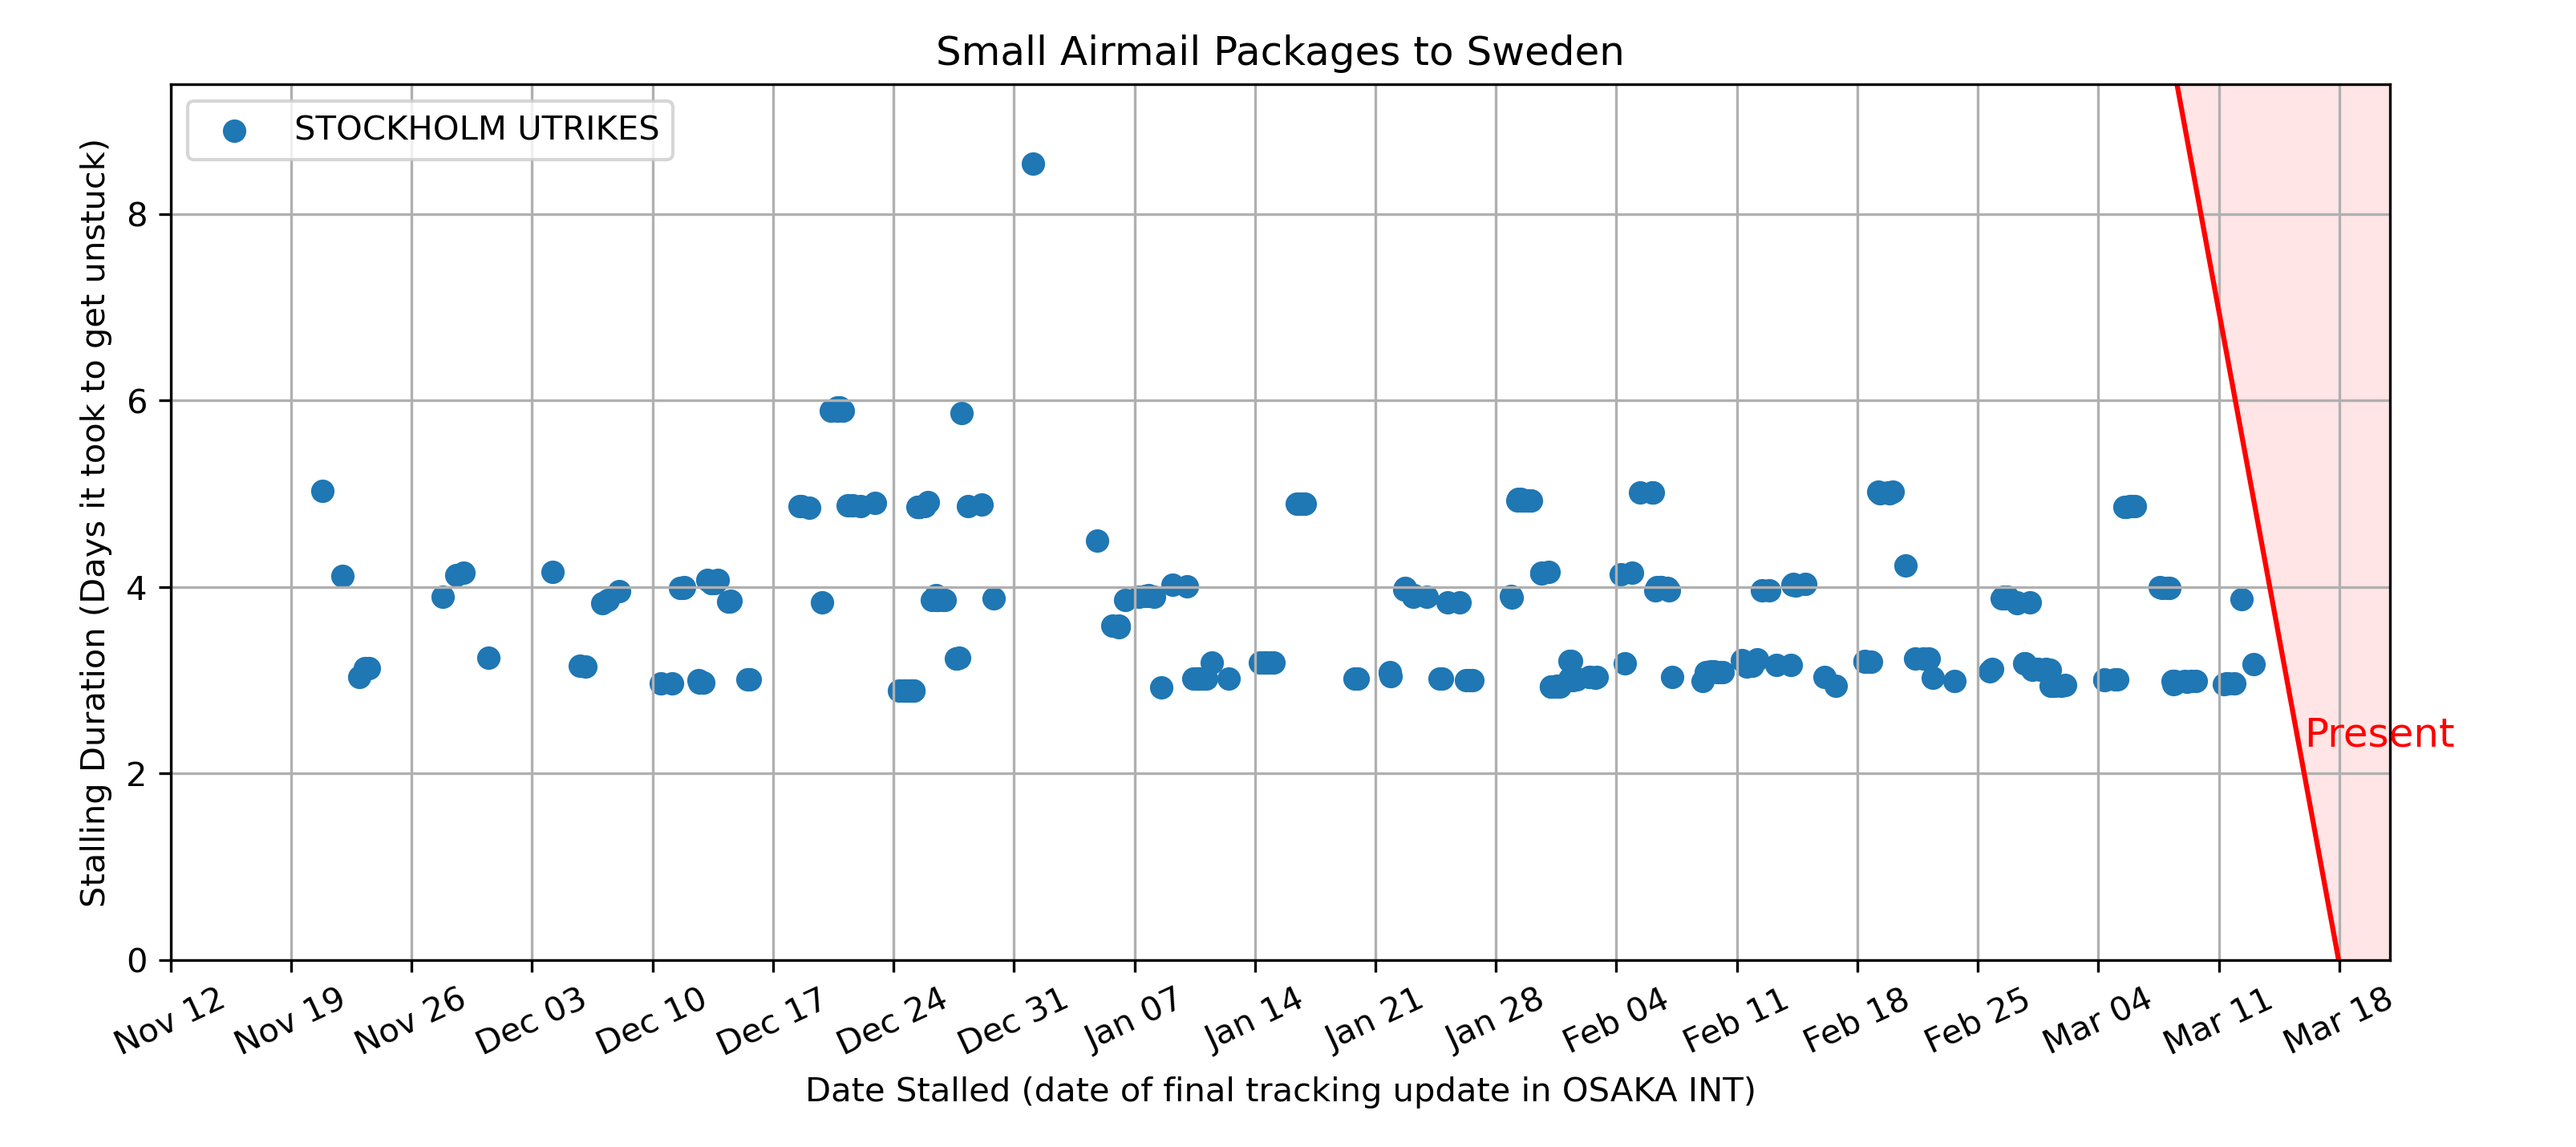 Small Airmail Packages to Sweden
STOCKHOLM UTRIKES
Stalling Duration (Days it took to get unstuck)
8
6
4
2
0
Present
Nov 12 Nov 19 Nov 26 Dec 03 Dec 10 Dec 17 Dec 24 Dec 31 Jan 07 Jan 14 Jan 21 Jan 28 Feb 04 Feb 11 Feb 18 Feb 25 Mar 04 Mar 11 Mar 18
Date Stalled (date of final tracking update in OSAKA INT)